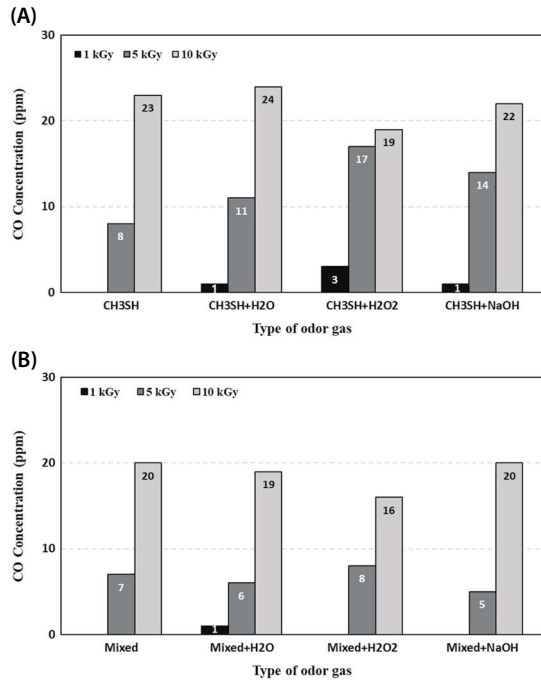 (A)
30
20
10
0
CO Concentration (ppm)
1 kGy 5 kGy 10 kGy
8 23
1 11 24
3 17 19
1 14 22
CH3SH CH3SH+H2O CH3SH+H2O2 CH3SH+NaOH
Type of odor gas
(B)
30
20
10
0
CO Concentration (ppm)
1 kGy 5 kGy 10 kGy
7 20
1 6 19
8 16
5 20
Mixed Mixed+H2O Mixed+H2O2 Mixed+NaOH
Type of odor gas